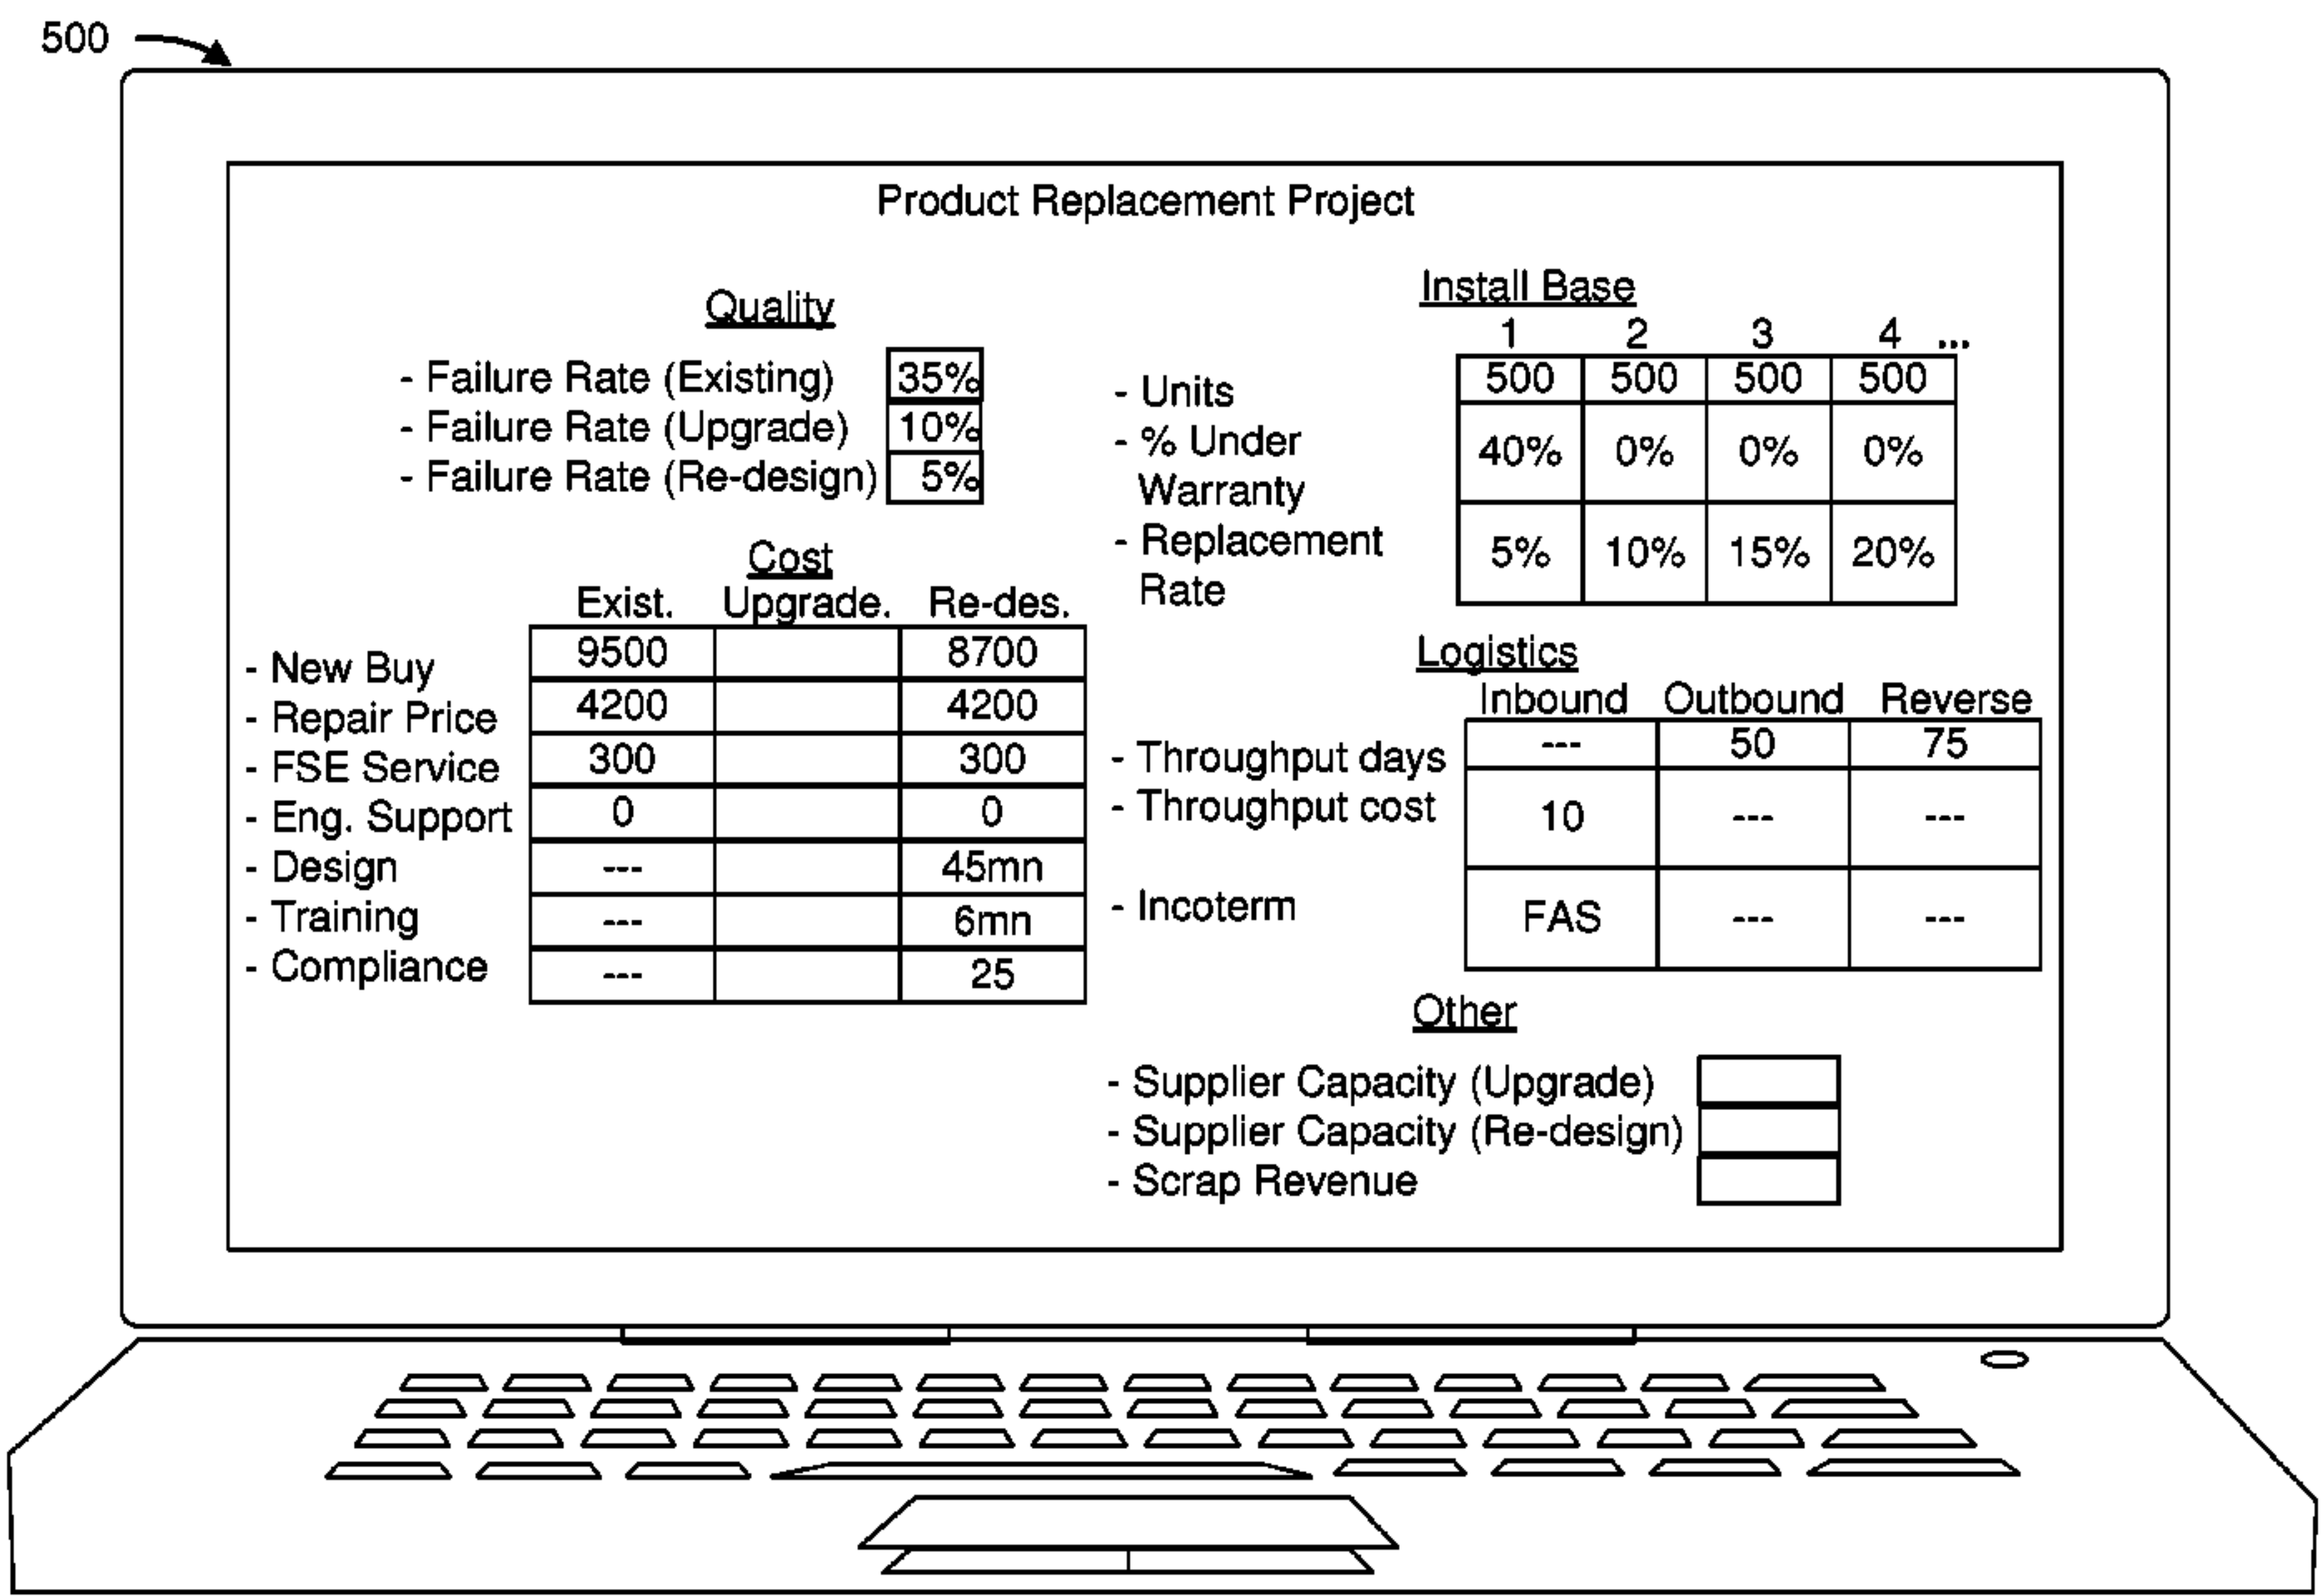 500
Product Replacement Project
Quality
- Failure Rate (Existing) 35%
- Failure Rate (Upgrade) 10%
- Failure Rate (Re-design) 5%
Cost
Exist. Upgrade. Re-des.
- New Buy 9500 8700
- Repair Price 4200 4200
- FSE Service 300 300
- Eng. Support 0 0
- Design --- 45mn
- Training --- 6mn
- Compliance --- 25
Install Base
1 2 3 4 ...
- Units 500 500 500 500
- % Under
Warranty 40% 0% 0% 0%
- Replacement
Rate 5% 10% 15% 20%
Logistics
Inbound Outbound Reverse
- Throughput days --- 50 75
- Throughput cost 10 --- ---
- Incoterm FAS --- ---
Other
- Supplier Capacity (Upgrade)
- Supplier Capacity (Re-design)
- Scrap Revenue